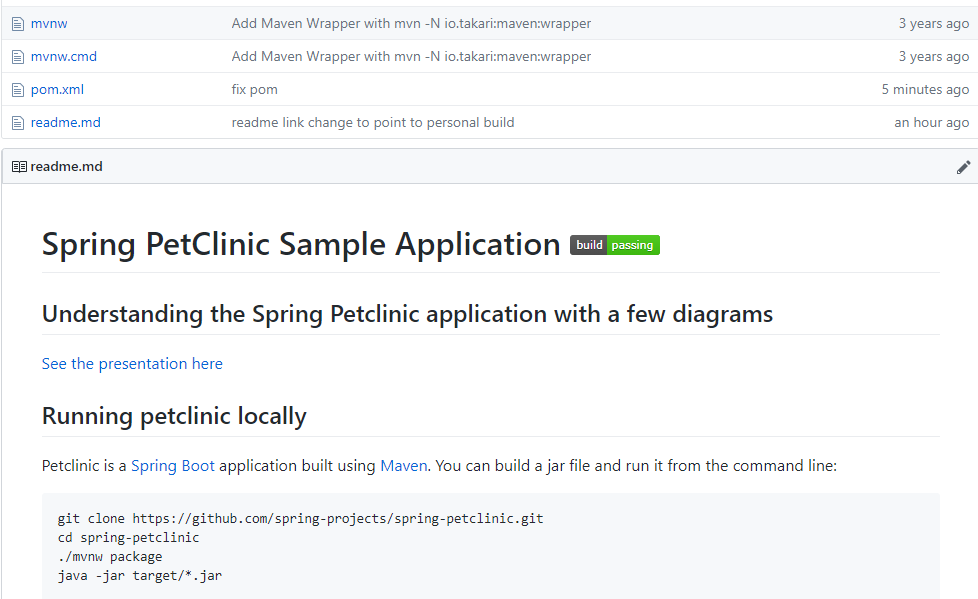 mvnw Add Maven Wrapper with mvn -N io.takari:maven:wrapper 3 years ago
mvnw.cmd Add Maven Wrapper with mvn -N io.takari:maven:wrapper 3 years ago
pom.xml fix pom 5 minutes ago
readme.md readme link change to point to personal build an hour ago
readme.md
Spring PetClinic Sample Application build passing
Understanding the Spring Petclinic application with a few diagrams
See the presentation here
Running petclinic locally
Petclinic is a Spring Boot application built using Maven. You can build a jar file and run it from the command line:
git clone https://github.com/spring-projects/spring-petclinic.git
cd spring-petclinic
./mvnw package
java -jar target/*.jar